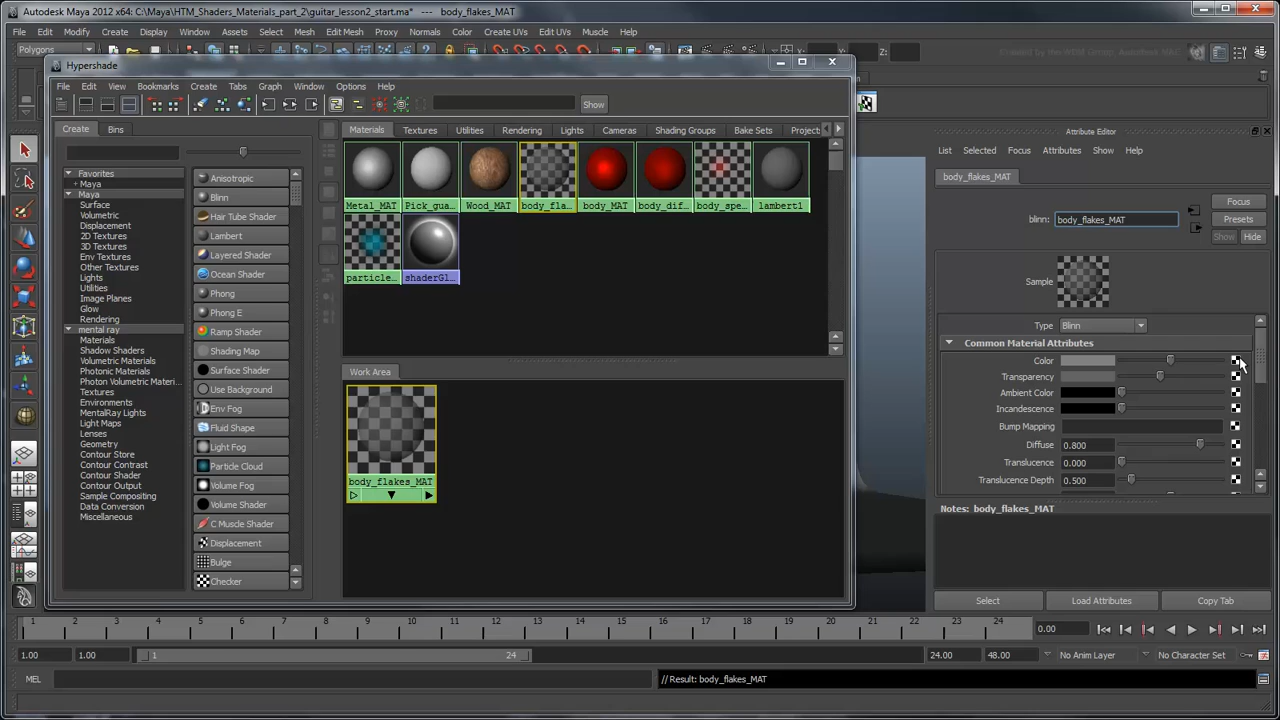 Autodesk Maya 2012 x64: C:\Maya\HTM_Shaders_Materials_part_2\guitar_lesson2_start.ma* --- body_flakes_MAT
File Edit Modify Create Display Window Assets Select Mesh Edit Mesh Proxy Normals Color Create UVs Edit UVs Muscle Help
Polygons
X: Y: Z:
Hypershade
File Edit View Bookmarks Create Tabs Graph Window Options Help
Show
Create Bins
Favorites
Maya
Maya
Surface
Volumetric
Displacement
2D Textures
3D Textures
Env Textures
Other Textures
Lights
Utilities
Image Planes
Glow
Rendering
mental ray
Materials
Shadow Shaders
Volumetric Materials
Photonic Materials
Photon Volumetric Materi...
Textures
Environments
MentalRay Lights
Light Maps
Lenses
Geometry
Contour Store
Contour Contrast
Contour Shader
Contour Output
Sample Compositing
Data Conversion
Miscellaneous
Anisotropic
Blinn
Hair Tube Shader
Lambert
Layered Shader
Ocean Shader
Phong
Phong E
Ramp Shader
Shading Map
Surface Shader
Use Background
Env Fog
Fluid Shape
Light Fog
Particle Cloud
Volume Fog
Volume Shader
C Muscle Shader
Displacement
Bulge
Checker
Materials Textures Utilities Rendering Lights Cameras Shading Groups Bake Sets Project
Metal_MAT Pick_gua... Wood_MAT body_fla... body_MAT body_dif... body_spe... lambert1
particle... shaderGl...
Work Area
body_flakes_MAT
Attribute Editor
List Selected Focus Attributes Show Help
body_flakes_MAT
blinn: body_flakes_MAT
Focus
Presets
Show Hide
Sample
Type Blinn
Common Material Attributes
Color
Transparency
Ambient Color
Incandescence
Bump Mapping
Diffuse 0.800
Translucence 0.000
Translucence Depth 0.500
Notes: body_flakes_MAT
Select Load Attributes Copy Tab
1 2 3 4 5 6 7 8 9 10 11 12 13 14 15 16 17 18 19 20 21 22 23 24 0.00
1.00 1.00 1 24 24.00 48.00 No Anim Layer No Character Set
MEL // Result: body_flakes_MAT